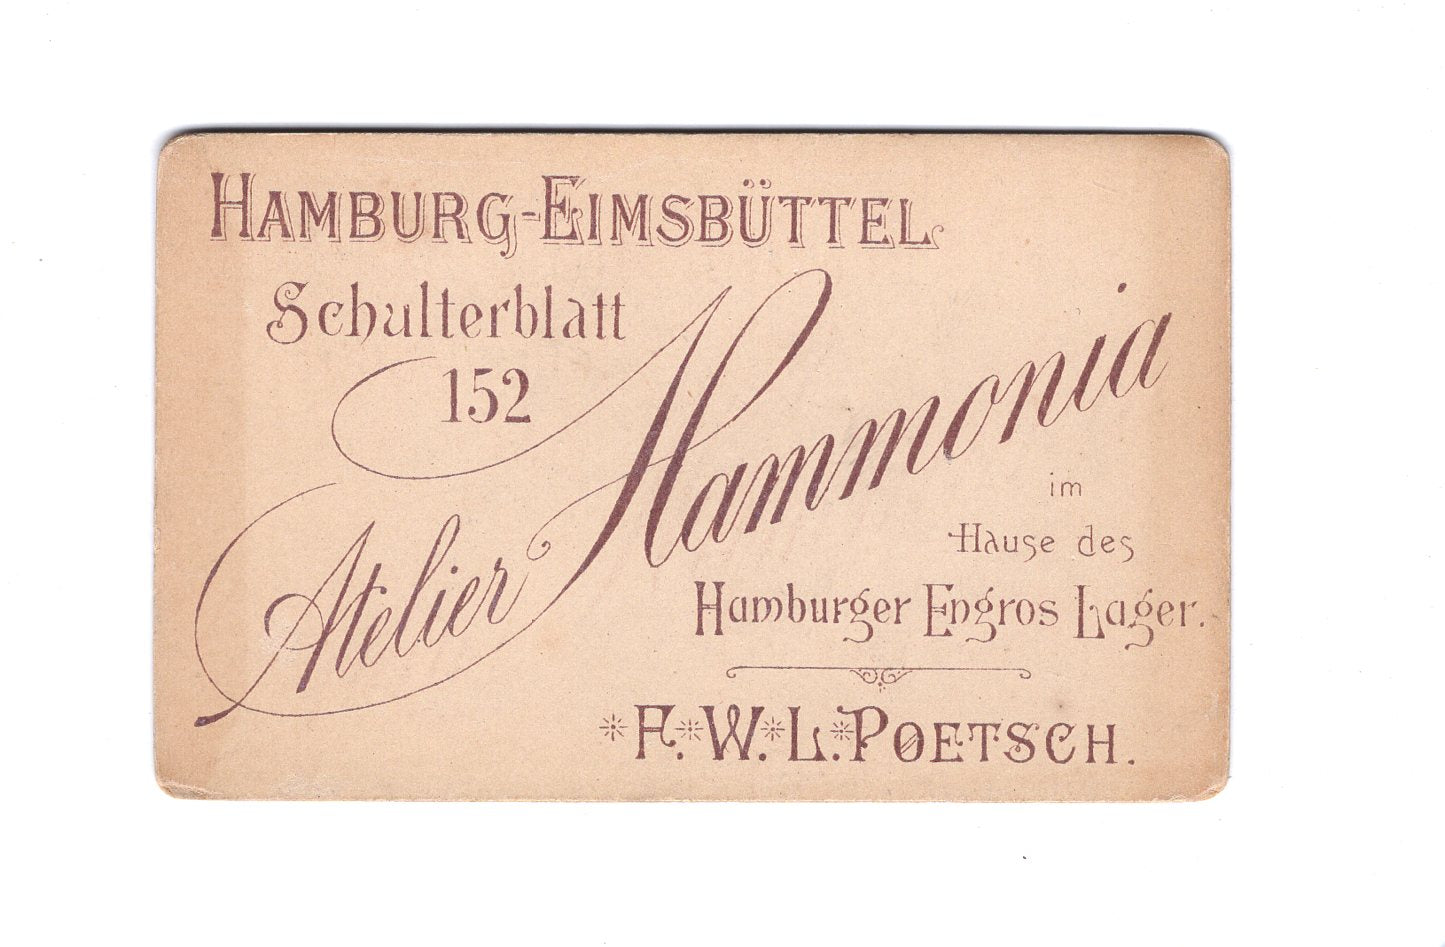 HAMBURG-EIMSBÜTTEL
Schulterblatt
152
Atelier Hammonia
im
Hause des
Hamburger Engros Lager.
F. W. L. POETSCH.